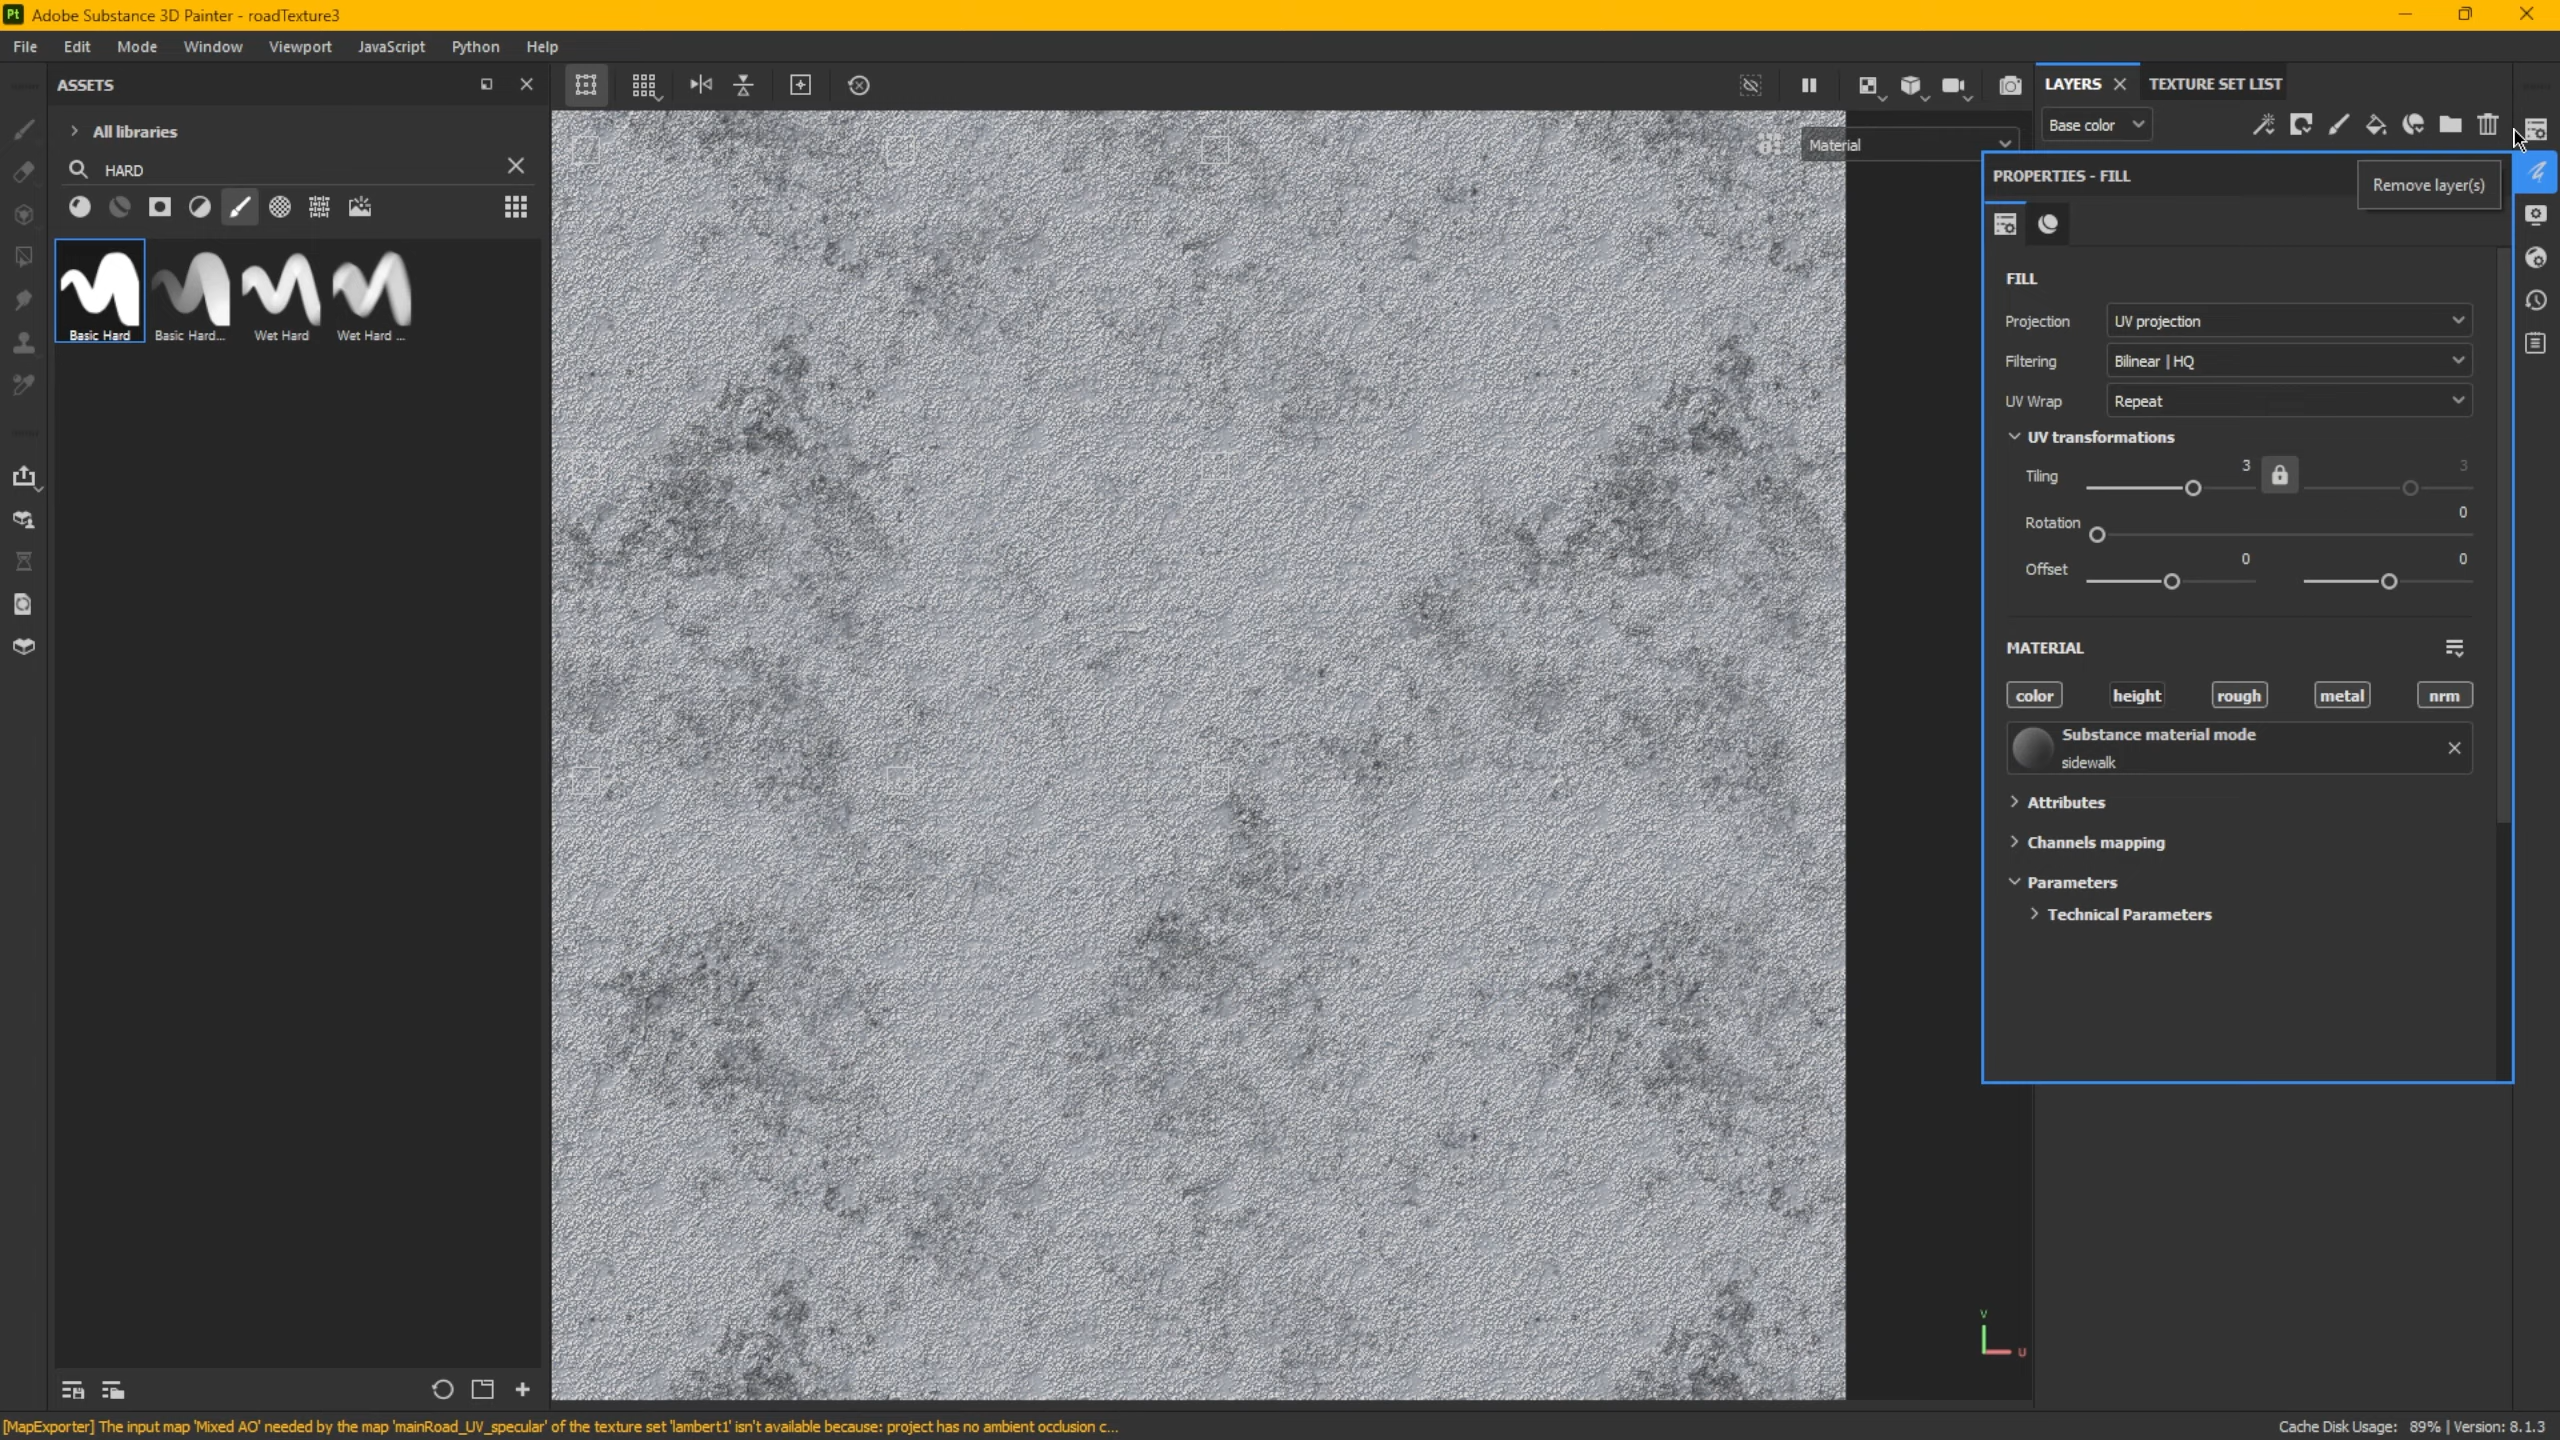 Pt Adobe Substance 3D Painter - roadTexture3
File Edit Mode Window Viewport JavaScript Python Help
ASSETS
All libraries
HARD
Basic Hard
Basic Hard...
Wet Hard
Wet Hard ...
Material
LAYERS
TEXTURE SET LIST
Base color
PROPERTIES - FILL
Remove layer(s)
FILL
Projection UV projection
Filtering Bilinear | HQ
UV Wrap Repeat
UV transformations
Tiling 3 3
Rotation 0
Offset 0 0
MATERIAL
color height rough metal nrm
Substance material mode
sidewalk
Attributes
Channels mapping
Parameters
Technical Parameters
V
U
[MapExporter] The input map 'Mixed AO' needed by the map 'mainRoad_UV_specular' of the texture set 'lambert1' isn't available because: project has no ambient occlusion c...
Cache Disk Usage: 89% | Version: 8.1.3